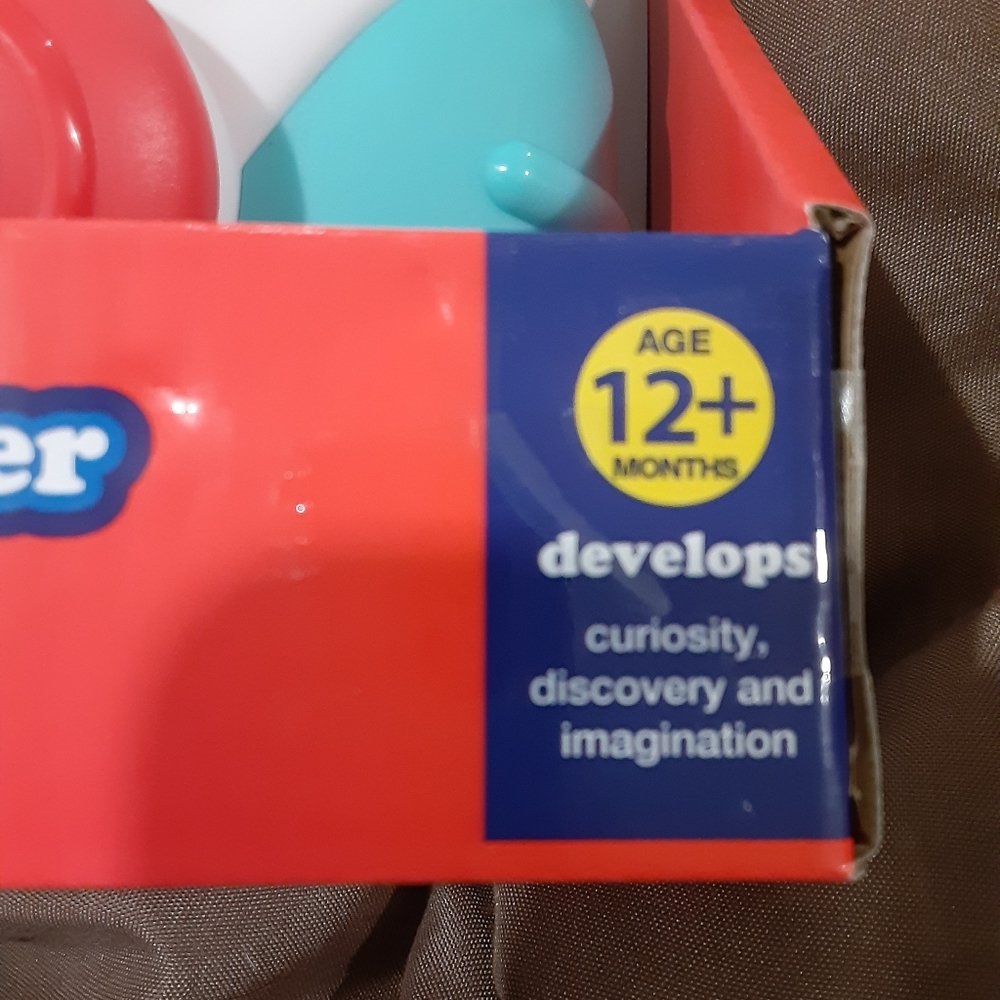 er
AGE
12+
MONTHS
develops
curiosity,
discovery and
imagination